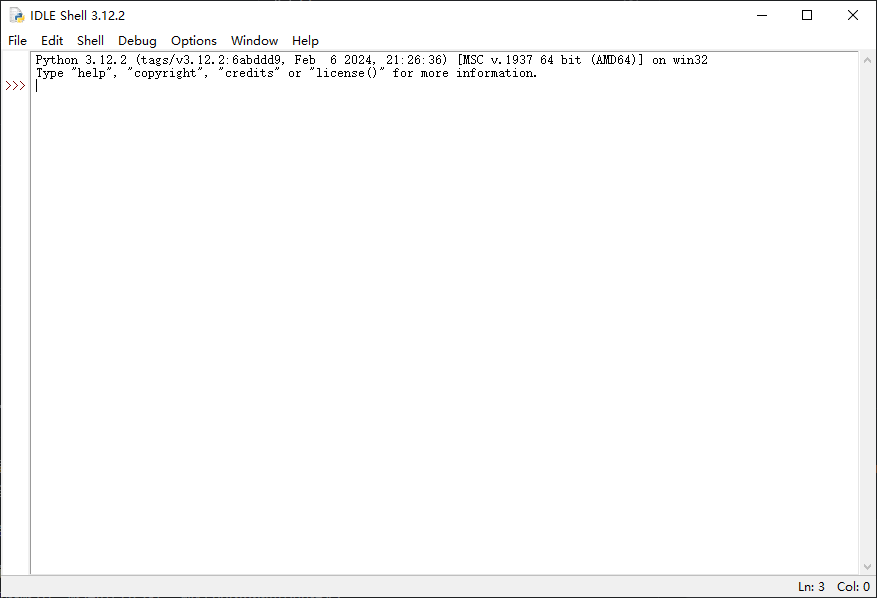 IDLE Shell 3.12.2
File Edit Shell Debug Options Window Help
Python 3.12.2 (tags/v3.12.2:6abddd9, Feb  6 2024, 21:26:36) [MSC v.1937 64 bit (AMD64)] on win32
Type "help", "copyright", "credits" or "license()" for more information.
>>>
Ln: 3 Col: 0